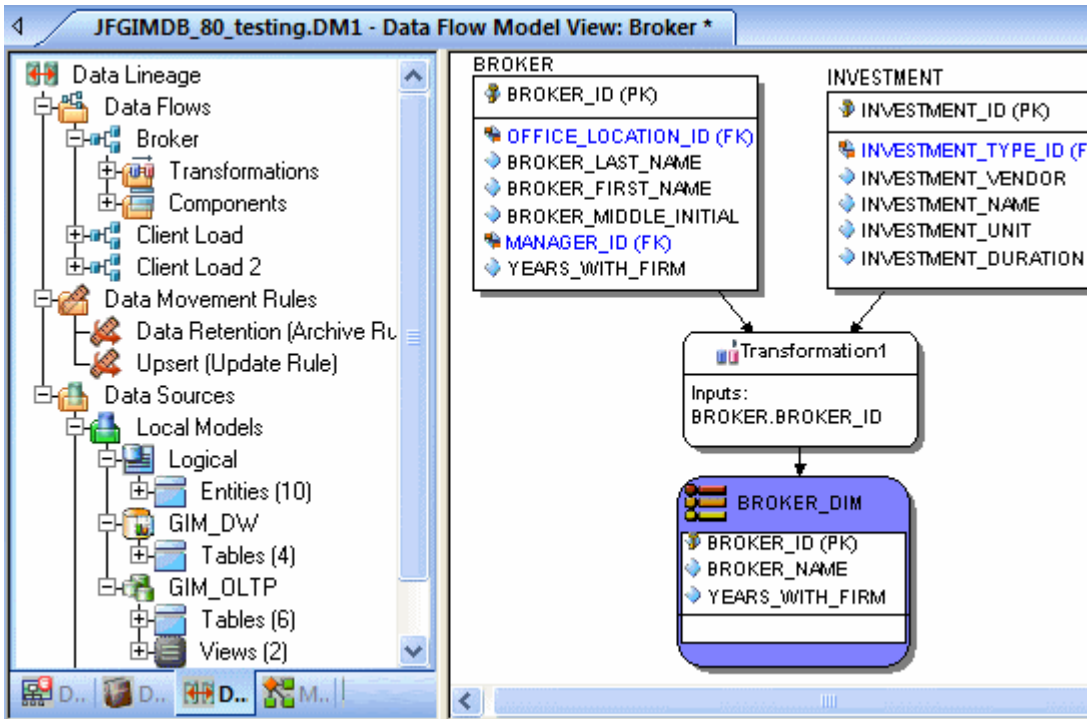 JFGIMDB_80_testing.DM1 - Data Flow Model View: Broker *
Data Lineage
Data Flows
Broker
Transformations
Components
Client Load
Client Load 2
Data Movement Rules
Data Retention (Archive Ru
Upsert (Update Rule)
Data Sources
Local Models
Logical
Entities (10)
GIM_DW
Tables (4)
GIM_OLTP
Tables (6)
Views (2)
D..
D..
D..
M..
BROKER
BROKER_ID (PK)
OFFICE_LOCATION_ID (FK)
BROKER_LAST_NAME
BROKER_FIRST_NAME
BROKER_MIDDLE_INITIAL
MANAGER_ID (FK)
YEARS_WITH_FIRM
INVESTMENT
INVESTMENT_ID (PK)
INVESTMENT_TYPE_ID (F
INVESTMENT_VENDOR
INVESTMENT_NAME
INVESTMENT_UNIT
INVESTMENT_DURATION
Transformation1
Inputs:
BROKER.BROKER_ID
BROKER_DIM
BROKER_ID (PK)
BROKER_NAME
YEARS_WITH_FIRM